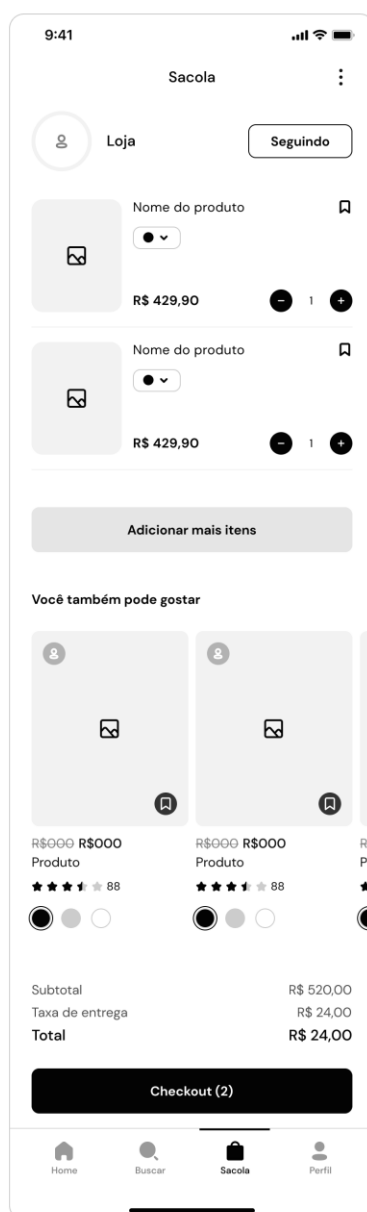 9:41
Sacola
Loja
Seguindo
Nome do produto
R$ 429,90
1
Nome do produto
R$ 429,90
1
Adicionar mais itens
Você também pode gostar
R$000 R$000
Produto
88
R$000 R$000
Produto
88
R
P
Subtotal R$ 520,00
Taxa de entrega R$ 24,00
Total R$ 24,00
Checkout (2)
Home Buscar Sacola Perfil